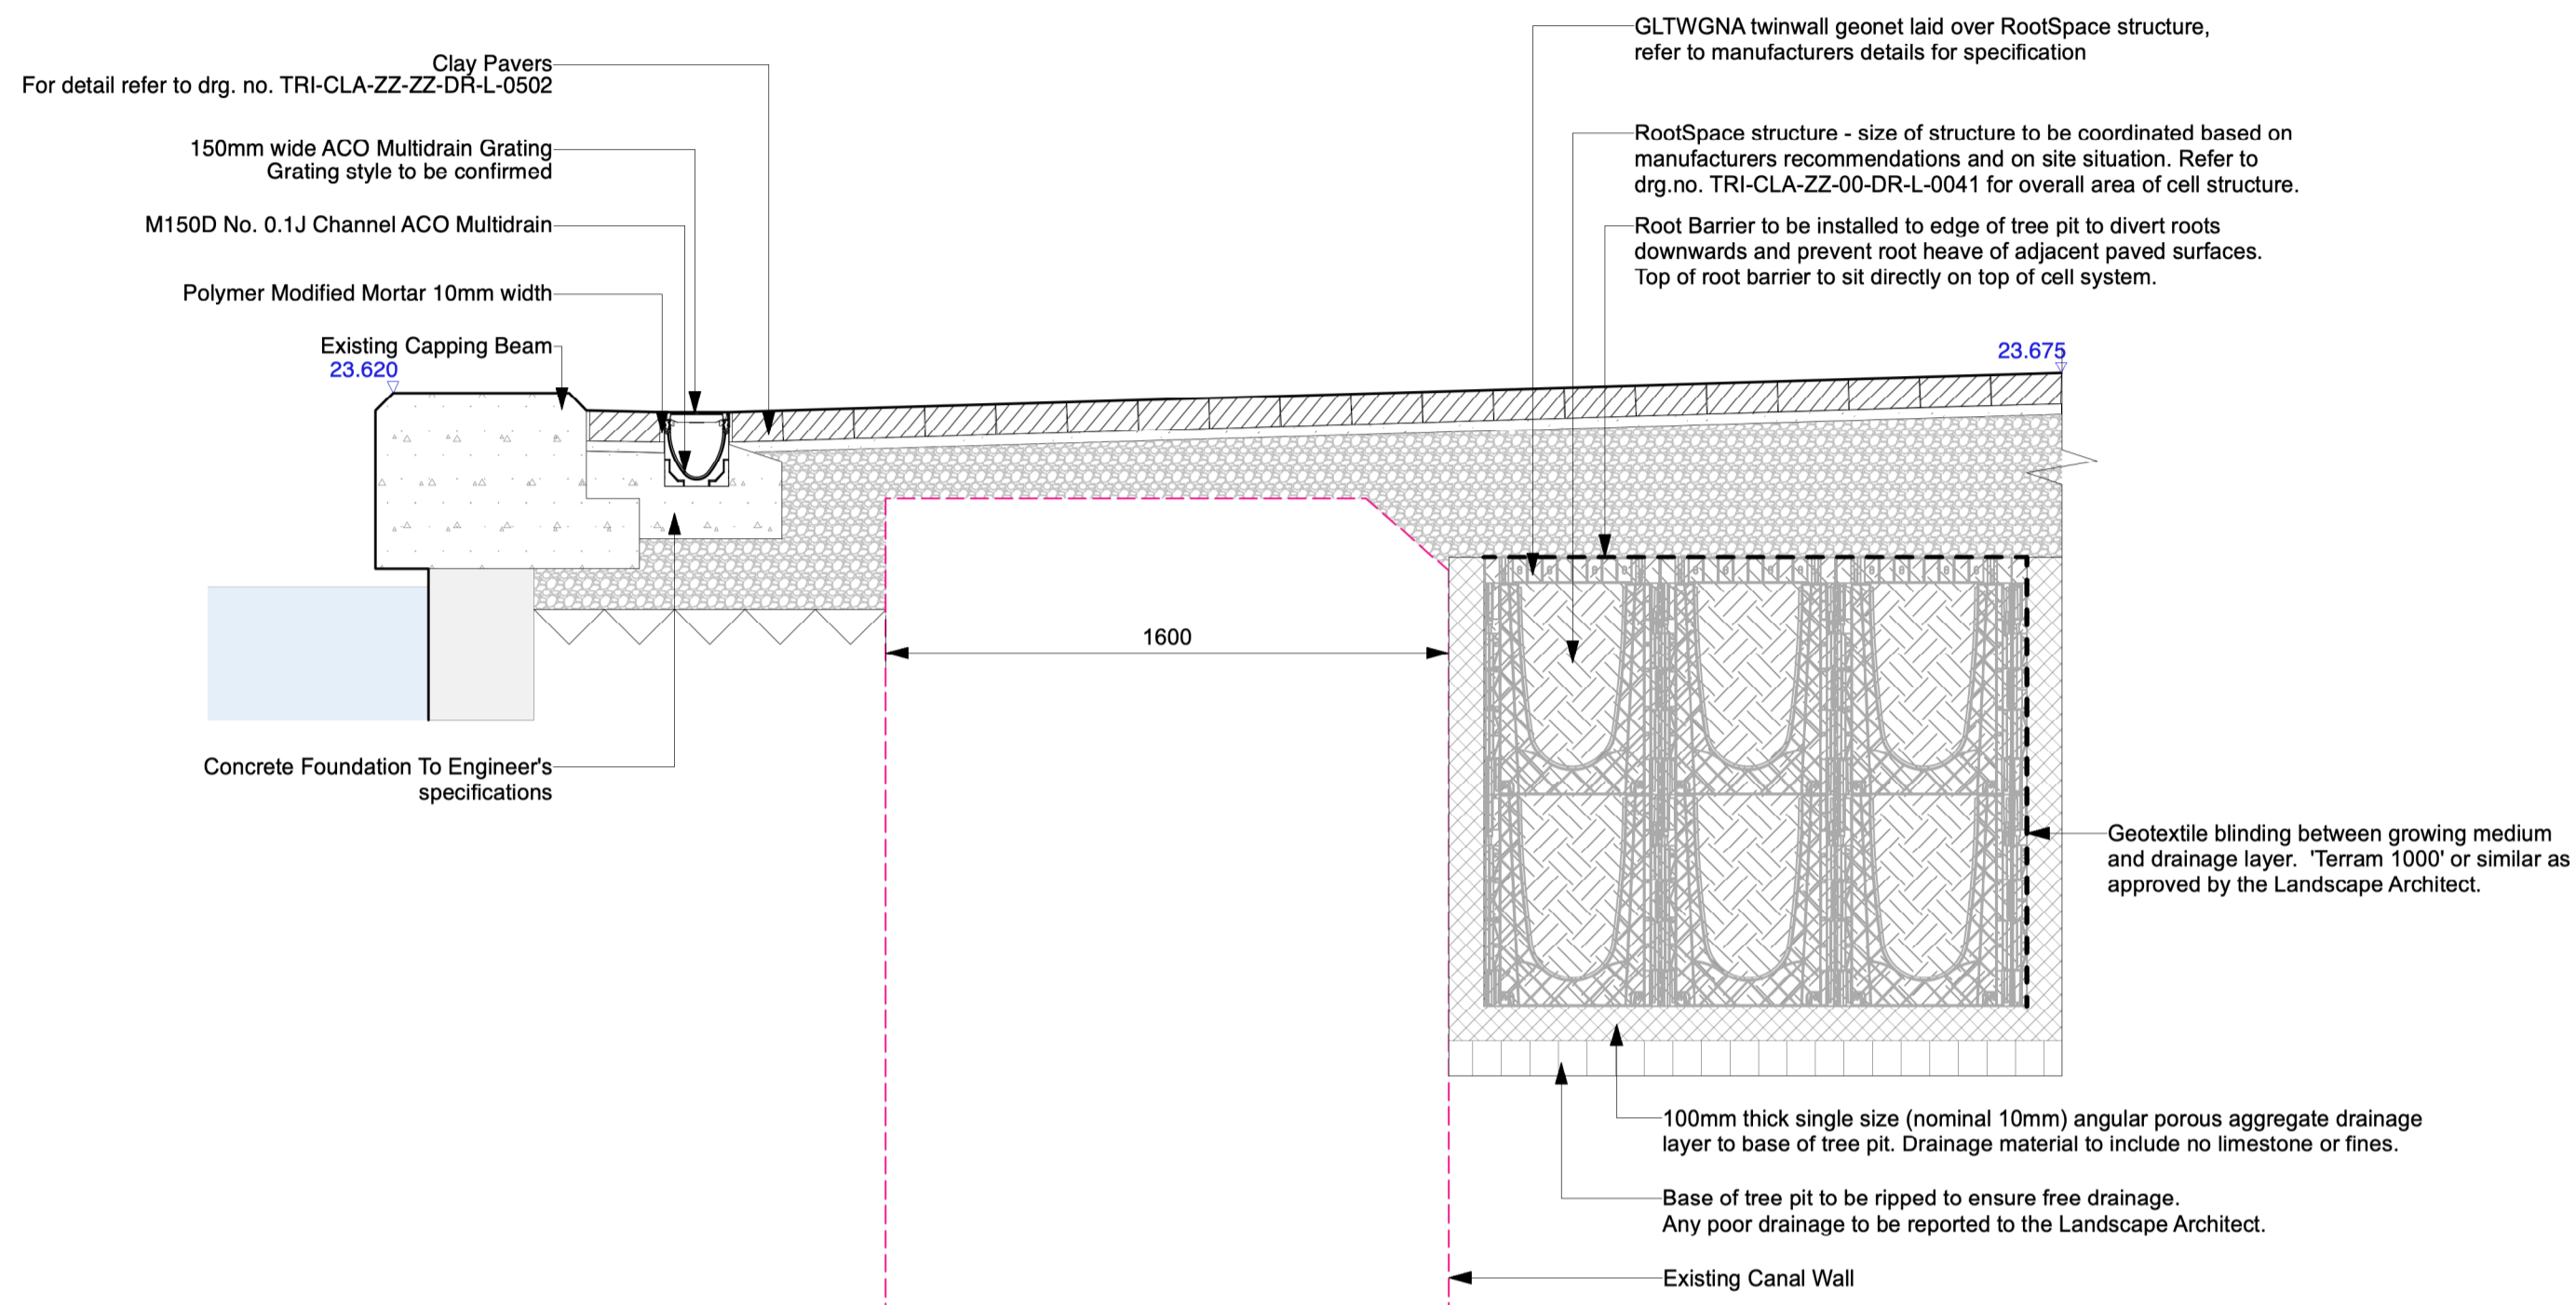 Clay Pavers
For detail refer to drg. no. TRI-CLA-ZZ-ZZ-DR-L-0502
150mm wide ACO Multidrain Grating
Grating style to be confirmed
M150D No. 0.1J Channel ACO Multidrain
Polymer Modified Mortar 10mm width
Existing Capping Beam
23.620
GLTWGNA twinwall geonet laid over RootSpace structure,
refer to manufacturers details for specification
RootSpace structure - size of structure to be coordinated based on
manufacturers recommendations and on site situation. Refer to
drg.no. TRI-CLA-ZZ-00-DR-L-0041 for overall area of cell structure.
Root Barrier to be installed to edge of tree pit to divert roots
downwards and prevent root heave of adjacent paved surfaces.
Top of root barrier to sit directly on top of cell system.
23.675
1600
Concrete Foundation To Engineer's
specifications
Geotextile blinding between growing medium
and drainage layer.  'Terram 1000' or similar as
approved by the Landscape Architect.
100mm thick single size (nominal 10mm) angular porous aggregate drainage
layer to base of tree pit. Drainage material to include no limestone or fines.
Base of tree pit to be ripped to ensure free drainage.
Any poor drainage to be reported to the Landscape Architect.
Existing Canal Wall